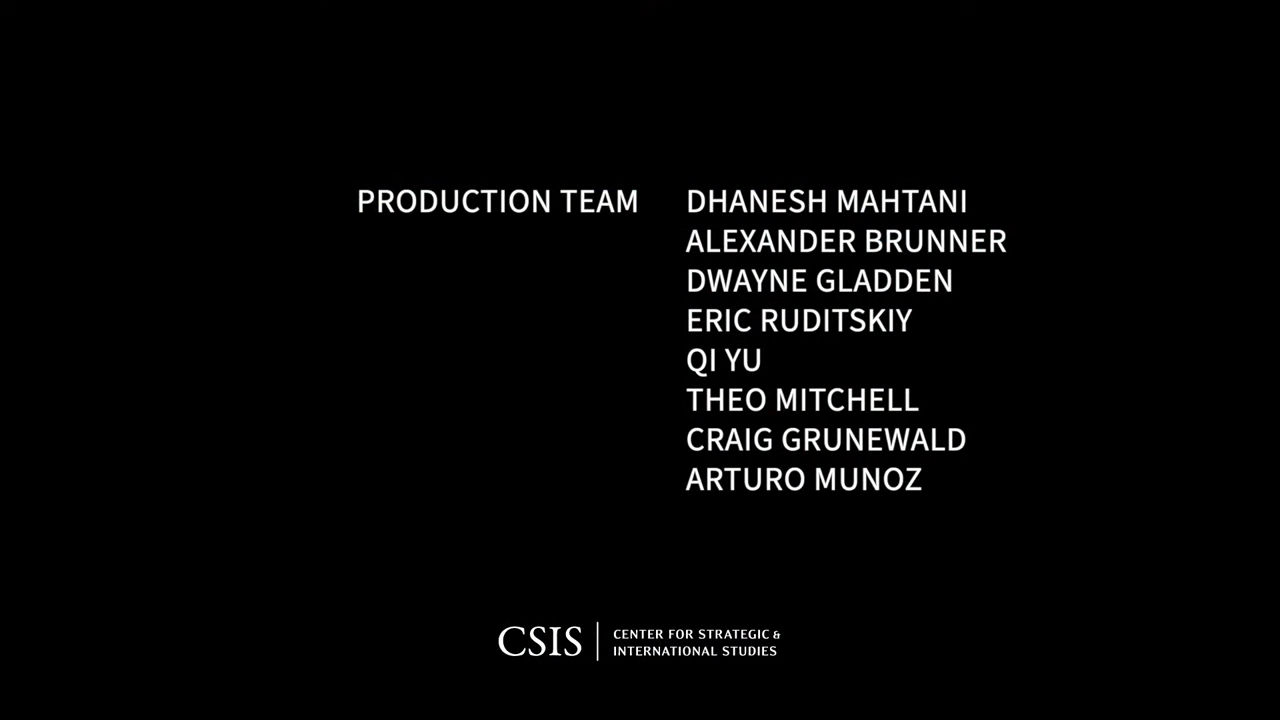 PRODUCTION TEAM DHANESH MAHTANI
ALEXANDER BRUNNER
DWAYNE GLADDEN
ERIC RUDITSKIY
QI YU
THEO MITCHELL
CRAIG GRUNEWALD
ARTURO MUNOZ
CSIS CENTER FOR STRATEGIC &
INTERNATIONAL STUDIES